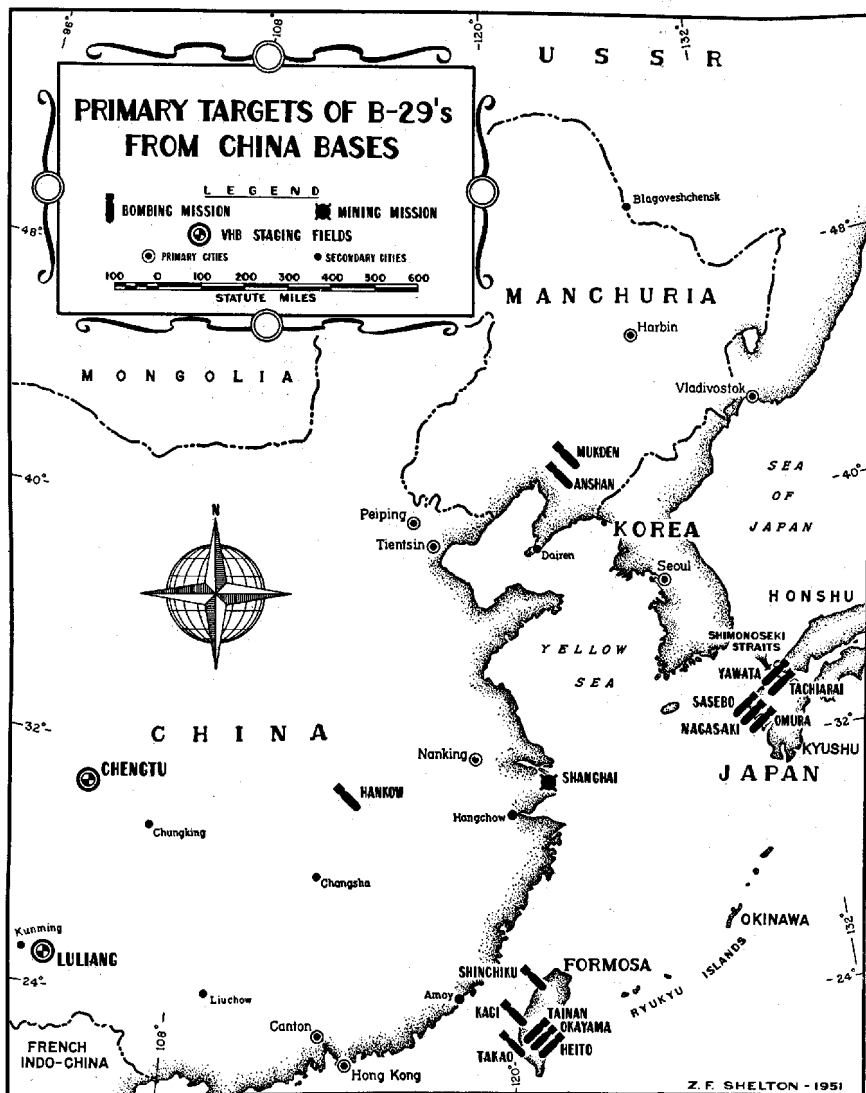 96°
108°
120°
132°
U S S R
PRIMARY TARGETS OF B-29's
FROM CHINA BASES
LEGEND
BOMBING MISSION
MINING MISSION
VHB STAGING FIELDS
PRIMARY CITIES
SECONDARY CITIES
100 0 100 200 300 400 500 600
STATUTE MILES
Blagoveshchensk
48°
48°
MANCHURIA
Harbin
MONGOLIA
Vladivostok
MUKDEN
ANSHAN
SEA
OF
JAPAN
40°
40°
Peiping
Tientsin
Dairen
KOREA
Seoul
N
HONSHU
SHIMONOSEKI
STRAITS
YELLOW
SEA
YAWATA
TACHIARAI
SASEBO
NAGASAKI
OMURA
32°
32°
KYUSHU
JAPAN
CHINA
Nanking
SHANGHAI
CHENGTU
HANKOW
Hangchow
Chungking
Changsha
Kunming
LULIANG
OKINAWA
132°
RYUKYU ISLANDS
24°
24°
SHINCHIKU
FORMOSA
Liuchow
Amoy
KAGI
TAINAN
OKAYAMA
TAKAO
HEITO
Canton
Hong Kong
FRENCH
INDO-CHINA
108°
120°
Z. F. SHELTON - 1951